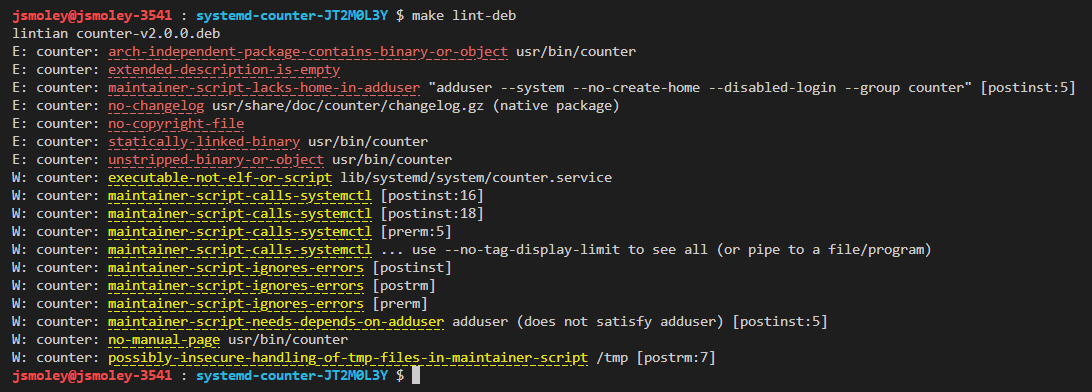 jsmoley@jsmoley-3541 : systemd-counter-JT2M0L3Y $ make lint-deb
lintian counter-v2.0.0.deb
E: counter: arch-independent-package-contains-binary-or-object usr/bin/counter
E: counter: extended-description-is-empty
E: counter: maintainer-script-lacks-home-in-adduser "adduser --system --no-create-home --disabled-login --group counter" [postinst:5]
E: counter: no-changelog usr/share/doc/counter/changelog.gz (native package)
E: counter: no-copyright-file
E: counter: statically-linked-binary usr/bin/counter
E: counter: unstripped-binary-or-object usr/bin/counter
W: counter: executable-not-elf-or-script lib/systemd/system/counter.service
W: counter: maintainer-script-calls-systemctl [postinst:16]
W: counter: maintainer-script-calls-systemctl [postinst:18]
W: counter: maintainer-script-calls-systemctl [prerm:5]
W: counter: maintainer-script-calls-systemctl ... use --no-tag-display-limit to see all (or pipe to a file/program)
W: counter: maintainer-script-ignores-errors [postinst]
W: counter: maintainer-script-ignores-errors [postrm]
W: counter: maintainer-script-ignores-errors [prerm]
W: counter: maintainer-script-needs-depends-on-adduser adduser (does not satisfy adduser) [postinst:5]
W: counter: no-manual-page usr/bin/counter
W: counter: possibly-insecure-handling-of-tmp-files-in-maintainer-script /tmp [postrm:7]
jsmoley@jsmoley-3541 : systemd-counter-JT2M0L3Y $